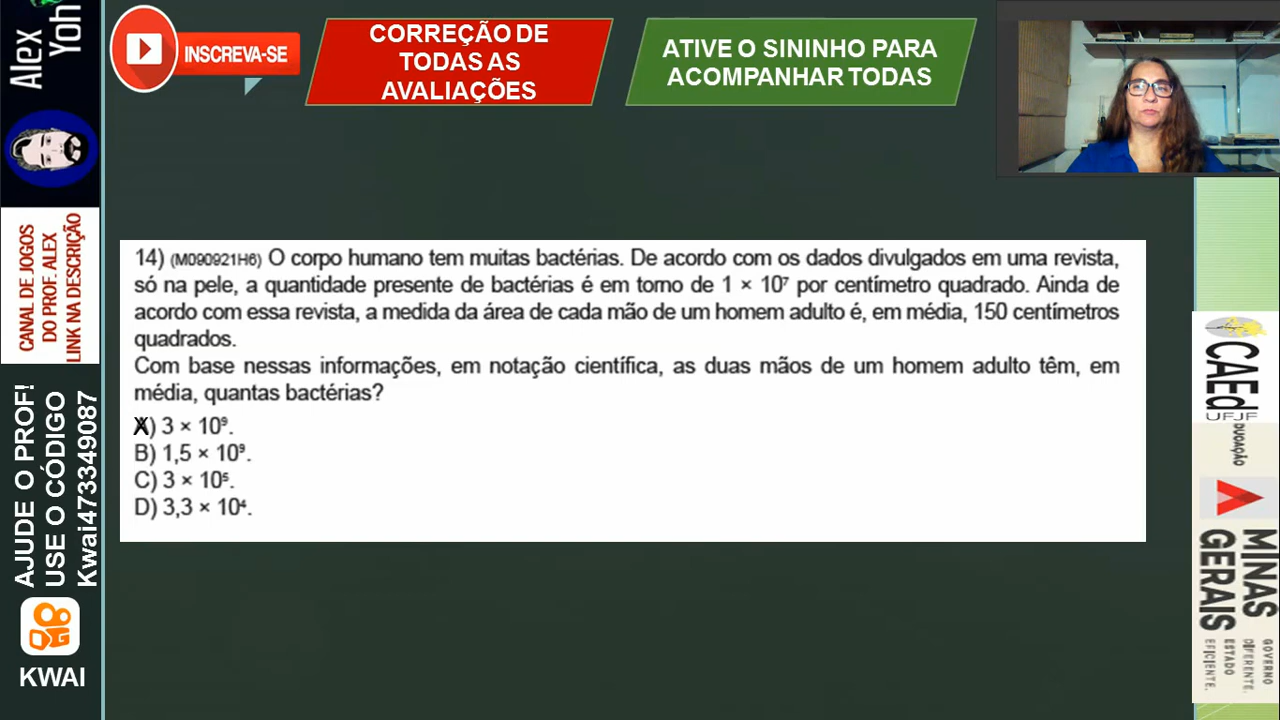 Alex
Yoh
INSCREVA-SE
CORREÇÃO DE
TODAS AS
AVALIAÇÕES
ATIVE O SININHO PARA
ACOMPANHAR TODAS
CANAL DE JOGOS
DO PROF. ALEX
LINK NA DESCRIÇÃO
AJUDE O PROF!
USE O CÓDIGO
Kwai473349087
KWAI
14) (M090921H6) O corpo humano tem muitas bactérias. De acordo com os dados divulgados em uma revista,
só na pele, a quantidade presente de bactérias é em torno de 1 × 10⁷ por centímetro quadrado. Ainda de
acordo com essa revista, a medida da área de cada mão de um homem adulto é, em média, 150 centímetros
quadrados.
Com base nessas informações, em notação científica, as duas mãos de um homem adulto têm, em
média, quantas bactérias?
A) 3 × 10⁹.
B) 1,5 × 10⁹.
C) 3 × 10⁵.
D) 3,3 × 10⁴.
CAEd
UFJF
MINAS
GERAIS
GOVERNO
DIFERENTE.
ESTADO
EFICIENTE.